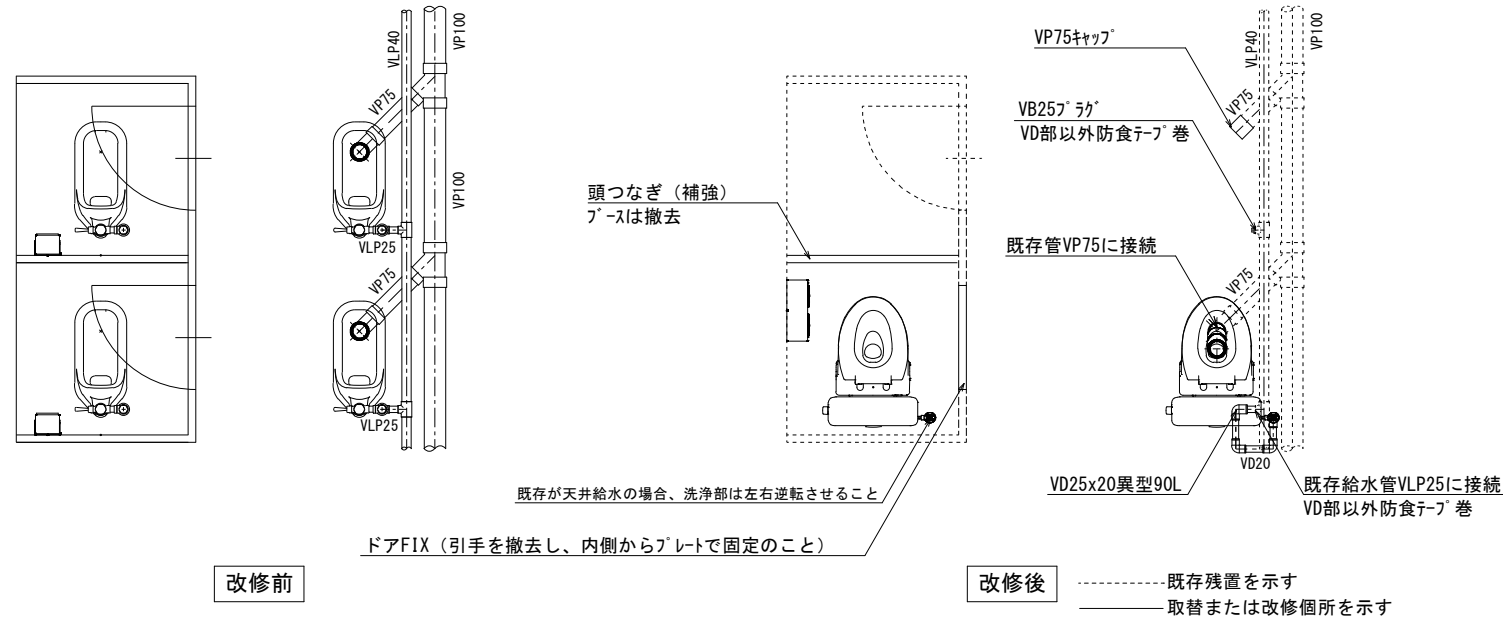 VLP40
VP100
VP75
VP100
VLP25
VP75
VLP25
改修前
頭つなぎ（補強）
ﾌﾞｰｽは撤去
既存が天井給水の場合、洗浄部は左右逆転させること
ドアFIX（引手を撤去し、内側からﾌﾟﾚｰﾄで固定のこと）
VP75ｷｬｯﾌﾟ
VB25ﾌﾟﾗｸﾞ
VD部以外防食ﾃｰﾌﾟ巻
既存管VP75に接続
VLP40
VP100
VP75
VP75
VD20
VD25x20異型90L
既存給水管VLP25に接続
VD部以外防食ﾃｰﾌﾟ巻
改修後
既存残置を示す
取替または改修個所を示す